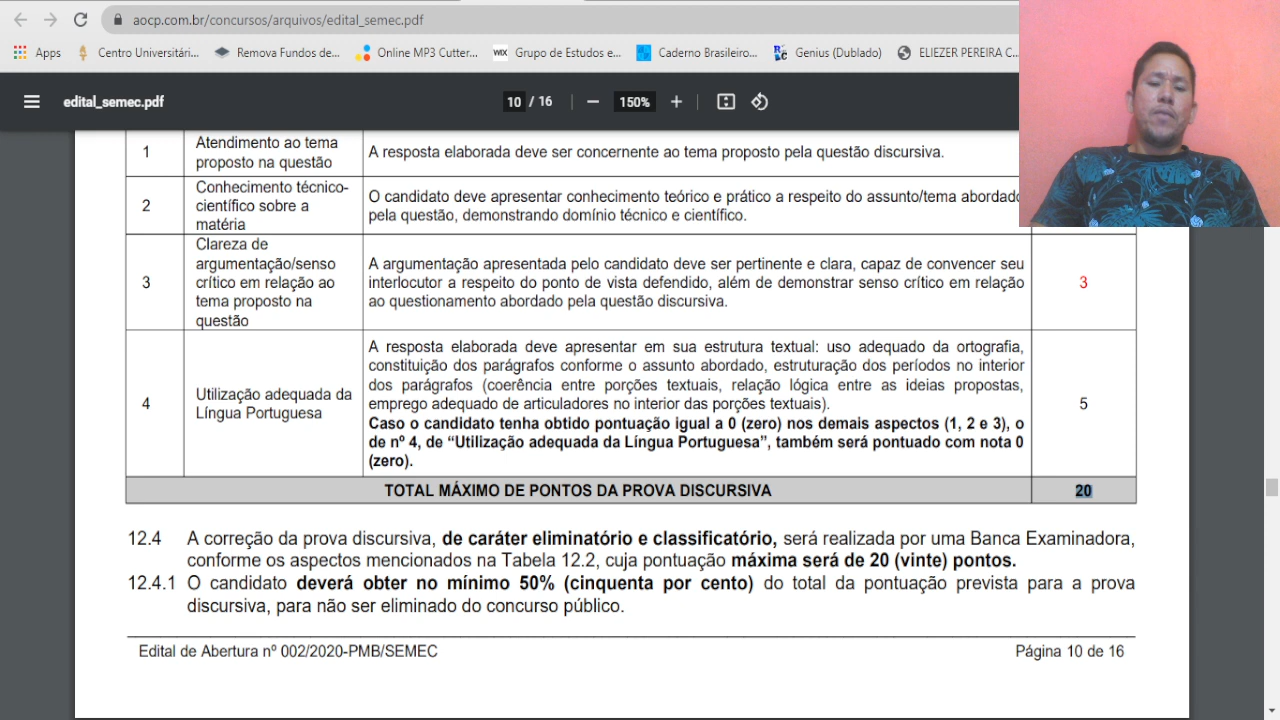 aocp.com.br/concursos/arquivos/edital_semec.pdf
Apps Centro Universitári... Remova Fundos de... Online MP3 Cutter... WIX Grupo de Estudos e... Caderno Brasileiro... Genius (Dublado) ELIEZER PEREIRA C...
edital_semec.pdf 10 / 16 — 150% +
1 Atendimento ao tema proposto na questão A resposta elaborada deve ser concernente ao tema proposto pela questão discursiva.
2 Conhecimento técnico-
científico sobre a
matéria
O candidato deve apresentar conhecimento teórico e prático a respeito do assunto/tema abordado
pela questão, demonstrando domínio técnico e científico.
3 Clareza de
argumentação/senso
crítico em relação ao
tema proposto na
questão
A argumentação apresentada pelo candidato deve ser pertinente e clara, capaz de convencer seu
interlocutor a respeito do ponto de vista defendido, além de demonstrar senso crítico em relação
ao questionamento abordado pela questão discursiva.
3
4 Utilização adequada da
Língua Portuguesa
A resposta elaborada deve apresentar em sua estrutura textual: uso adequado da ortografia,
constituição dos parágrafos conforme o assunto abordado, estruturação dos períodos no interior
dos parágrafos (coerência entre porções textuais, relação lógica entre as ideias propostas,
emprego adequado de articuladores no interior das porções textuais).
Caso o candidato tenha obtido pontuação igual a 0 (zero) nos demais aspectos (1, 2 e 3), o
de nº 4, de “Utilização adequada da Língua Portuguesa”, também será pontuado com nota 0
(zero).
5
TOTAL MÁXIMO DE PONTOS DA PROVA DISCURSIVA 20
12.4 A correção da prova discursiva, de caráter eliminatório e classificatório, será realizada por uma Banca Examinadora,
conforme os aspectos mencionados na Tabela 12.2, cuja pontuação máxima será de 20 (vinte) pontos.
12.4.1 O candidato deverá obter no mínimo 50% (cinquenta por cento) do total da pontuação prevista para a prova
discursiva, para não ser eliminado do concurso público.
Edital de Abertura nº 002/2020-PMB/SEMEC Página 10 de 16